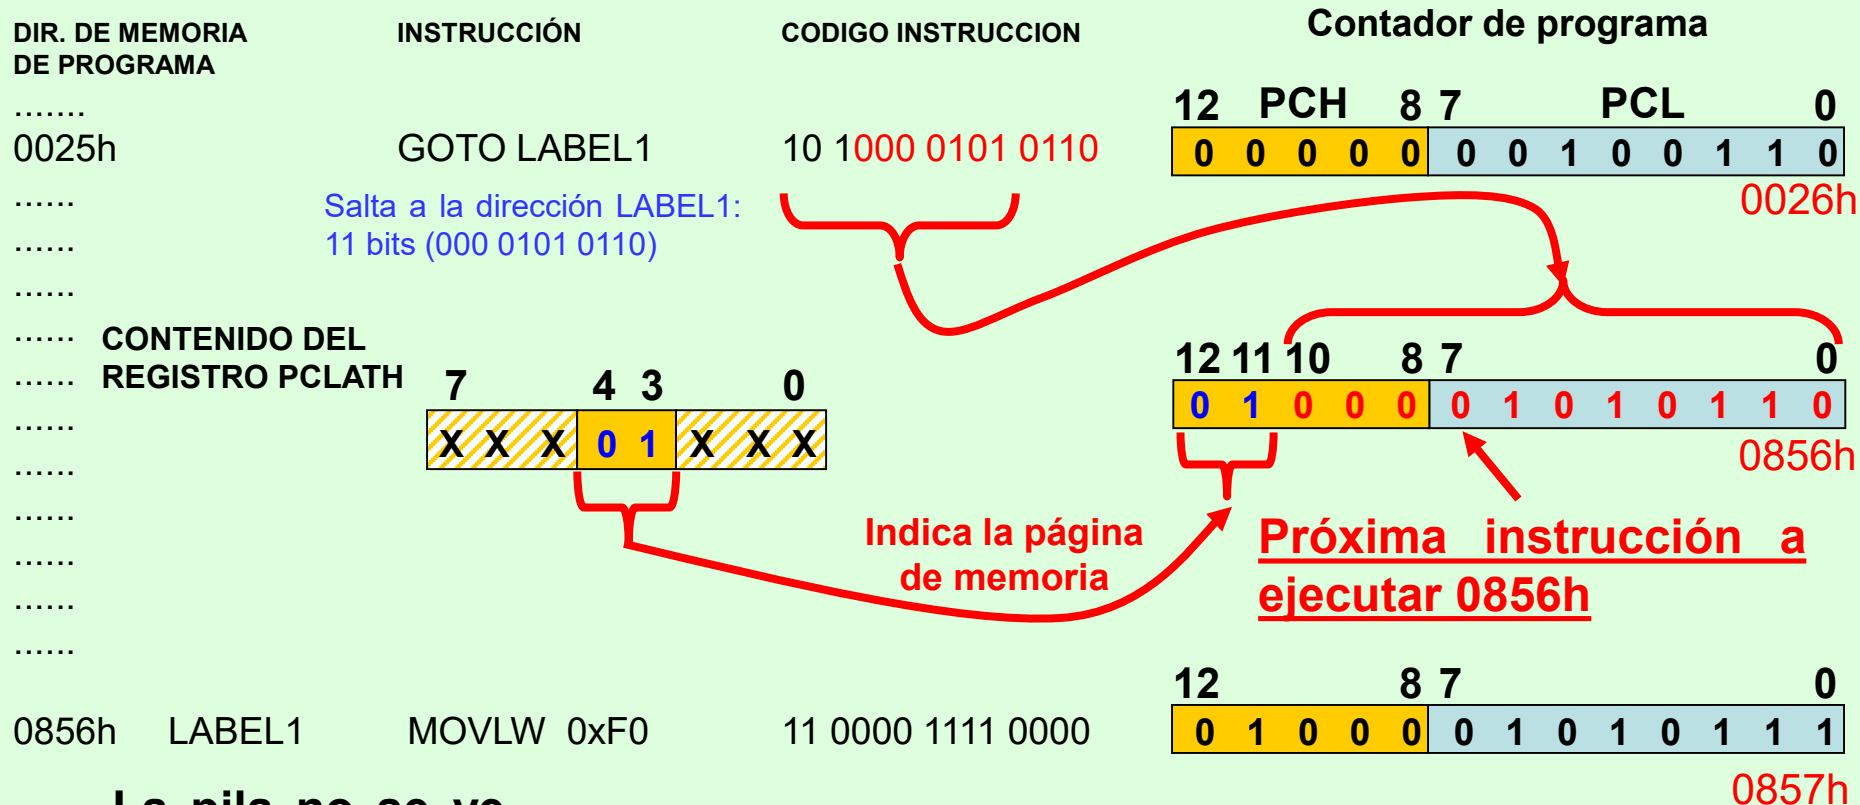 DIR. DE MEMORIA DE PROGRAMA
INSTRUCCIÓN
CODIGO INSTRUCCION
Contador de programa
12 PCH 8 7 PCL 0
.......
0025h GOTO LABEL1 10 1000 0101 0110
0 0 0 0 0 0 0 1 0 0 1 1 0
0026h
......
Salta a la dirección LABEL1:
11 bits (000 0101 0110)
......
......
......
CONTENIDO DEL
REGISTRO PCLATH
......
7 4 3 0
X X X 0 1 X X X
12 11 10 8 7 0
0 1 0 0 0 0 1 0 1 0 1 1 0
0856h
......
......
......
......
......
......
Indica la página
de memoria
Próxima instrucción a
ejecutar 0856h
12 8 7 0
0856h LABEL1 MOVLW 0xF0 11 0000 1111 0000
0 1 0 0 0 0 1 0 1 0 1 1 1
0857h
La pila no se ve